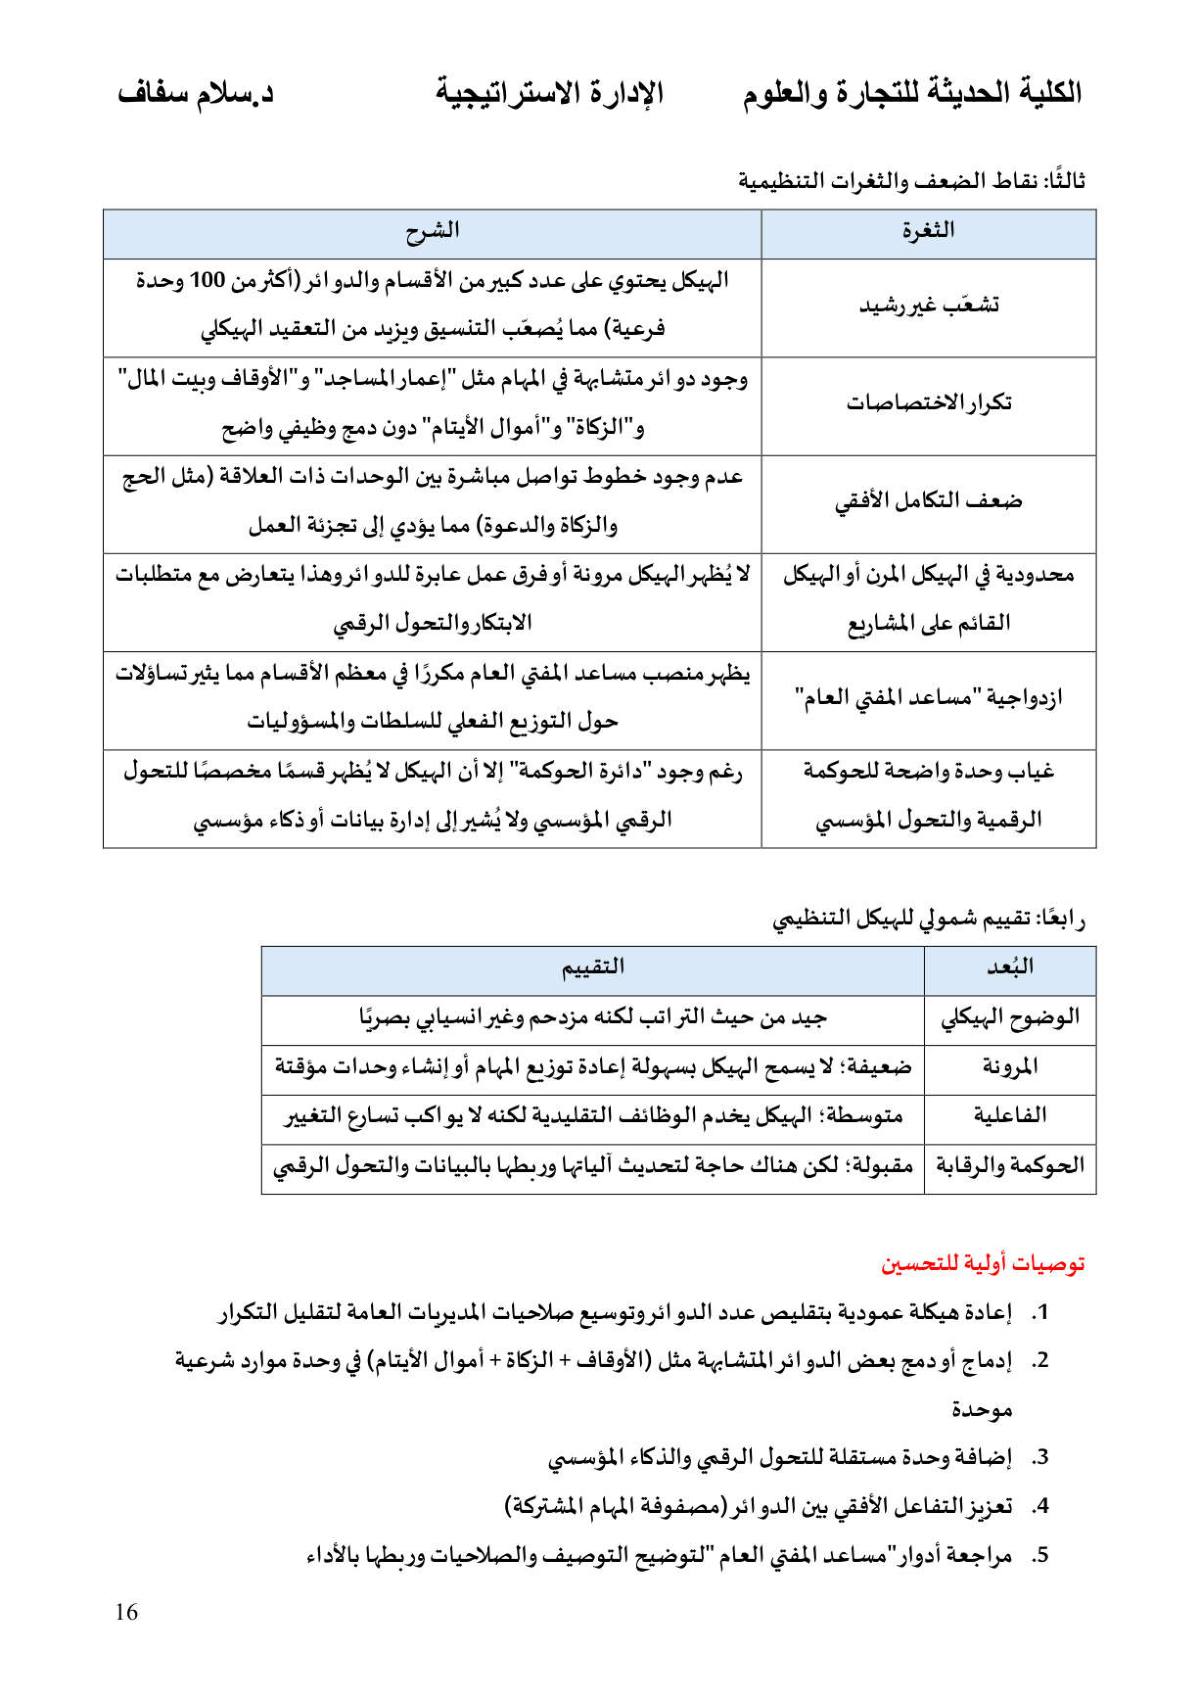 الكلية الحديثة للتجارة والعلوم الإدارة الاستراتيجية د.سلام سفاف
ثالثًا: نقاط الضعف والثغرات التنظيمية
الثغرة الشرح
تشعّب غير رشيد
الهيكل يحتوي على عدد كبير من الأقسام والدوائر (أكثر من 100 وحدة
فرعية) مما يُصعّب التنسيق ويزيد من التعقيد الهيكلي
تكرار الاختصاصات
وجود دوائر متشابهة في المهام مثل "إعمار المساجد" و"الأوقاف وبيت المال"
و"الزكاة" و"أموال الأيتام" دون دمج وظيفي واضح
ضعف التكامل الأفقي
عدم وجود خطوط تواصل مباشرة بين الوحدات ذات العلاقة (مثل الحج
والزكاة والدعوة) مما يؤدي إلى تجزئة العمل
محدودية في الهيكل المرن أو الهيكل
القائم على المشاريع
لا يُظهر الهيكل مرونة أو فرق عمل عابرة للدوائر وهذا يتعارض مع متطلبات
الابتكار والتحول الرقمي
ازدواجية "مساعد المفتي العام"
يظهر منصب مساعد المفتي العام مكررًا في معظم الأقسام مما يثير تساؤلات
حول التوزيع الفعلي للسلطات والمسؤوليات
غياب وحدة واضحة للحوكمة
الرقمية والتحول المؤسسي
رغم وجود "دائرة الحوكمة" إلا أن الهيكل لا يُظهر قسمًا مخصصًا للتحول
الرقمي المؤسسي ولا يُشير إلى إدارة بيانات أو ذكاء مؤسسي
رابعًا: تقييم شمولي للهيكل التنظيمي
البُعد التقييم
الوضوح الهيكلي جيد من حيث التراتب لكنه مزدحم وغير انسيابي بصريًا
المرونة ضعيفة؛ لا يسمح الهيكل بسهولة إعادة توزيع المهام أو إنشاء وحدات مؤقتة
الفاعلية متوسطة؛ الهيكل يخدم الوظائف التقليدية لكنه لا يواكب تسارع التغيير
الحوكمة والرقابة مقبولة؛ لكن هناك حاجة لتحديث آلياتها وربطها بالبيانات والتحول الرقمي
توصيات أولية للتحسين
1. إعادة هيكلة عمودية بتقليص عدد الدوائر وتوسيع صلاحيات المديريات العامة لتقليل التكرار
2. إدماج أو دمج بعض الدوائر المتشابهة مثل (الأوقاف + الزكاة + أموال الأيتام) في وحدة موارد شرعية
موحدة
3. إضافة وحدة مستقلة للتحول الرقمي والذكاء المؤسسي
4. تعزيز التفاعل الأفقي بين الدوائر (مصفوفة المهام المشتركة)
5. مراجعة أدوار "مساعد المفتي العام "لتوضيح التوصيف والصلاحيات وربطها بالأداء
16